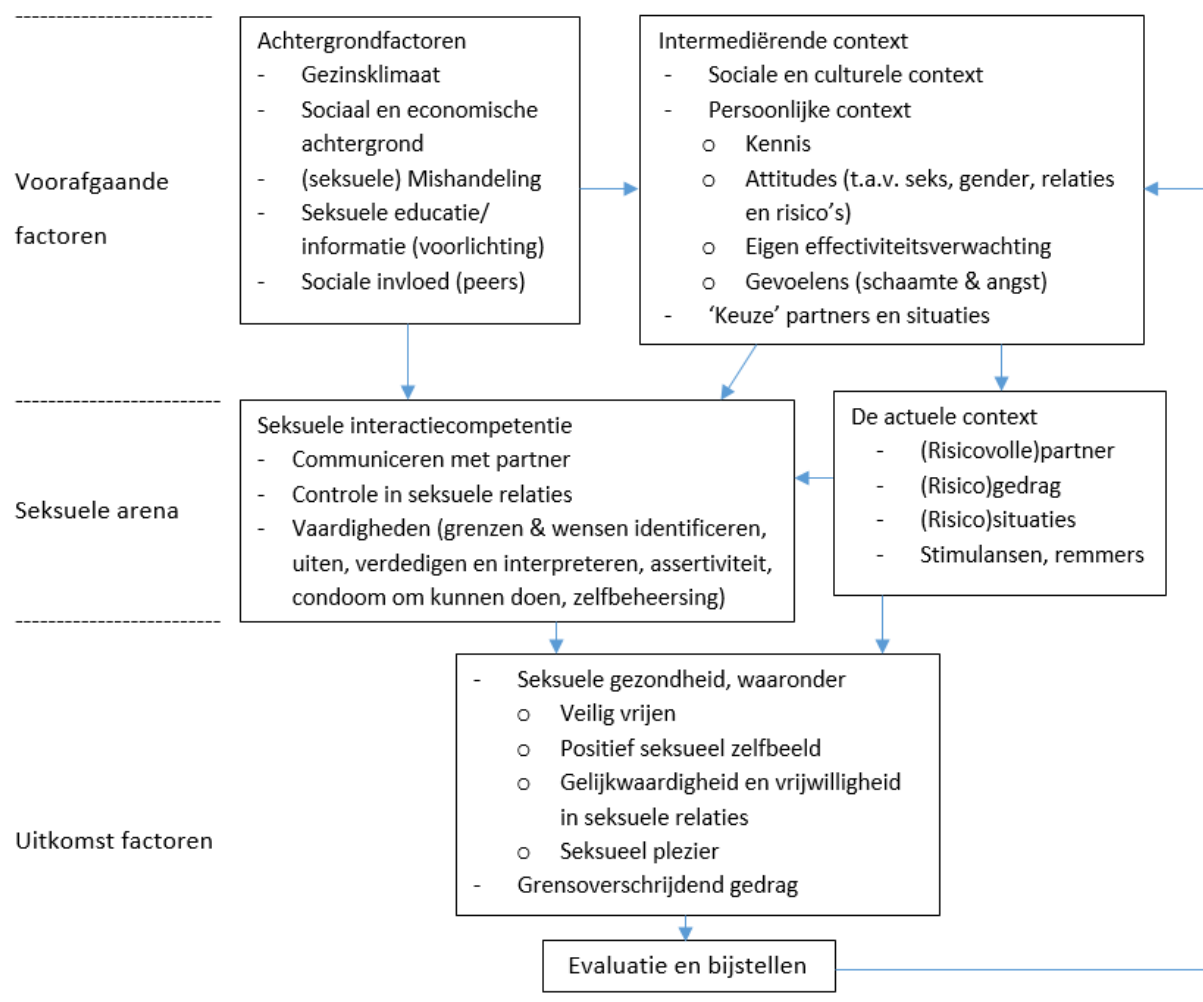 Voorafgaande
factoren
Achtergrondfactoren
- Gezinsklimaat
- Sociaal en economische
achtergrond
- (seksuele) Mishandeling
- Seksuele educatie/
informatie (voorlichting)
- Sociale invloed (peers)
Intermediërende context
- Sociale en culturele context
- Persoonlijke context
o Kennis
o Attitudes (t.a.v. seks, gender, relaties
en risico’s)
o Eigen effectiviteitsverwachting
o Gevoelens (schaamte & angst)
- ‘Keuze’ partners en situaties
Seksuele arena
Seksuele interactiecompetentie
- Communiceren met partner
- Controle in seksuele relaties
- Vaardigheden (grenzen & wensen identificeren,
uiten, verdedigen en interpreteren, assertiviteit,
condoom om kunnen doen, zelfbeheersing)
De actuele context
- (Risicovolle)partner
- (Risico)gedrag
- (Risico)situaties
- Stimulansen, remmers
Uitkomst factoren
- Seksuele gezondheid, waaronder
o Veilig vrijen
o Positief seksueel zelfbeeld
o Gelijkwaardigheid en vrijwilligheid
in seksuele relaties
o Seksueel plezier
- Grensoverschrijdend gedrag
Evaluatie en bijstellen